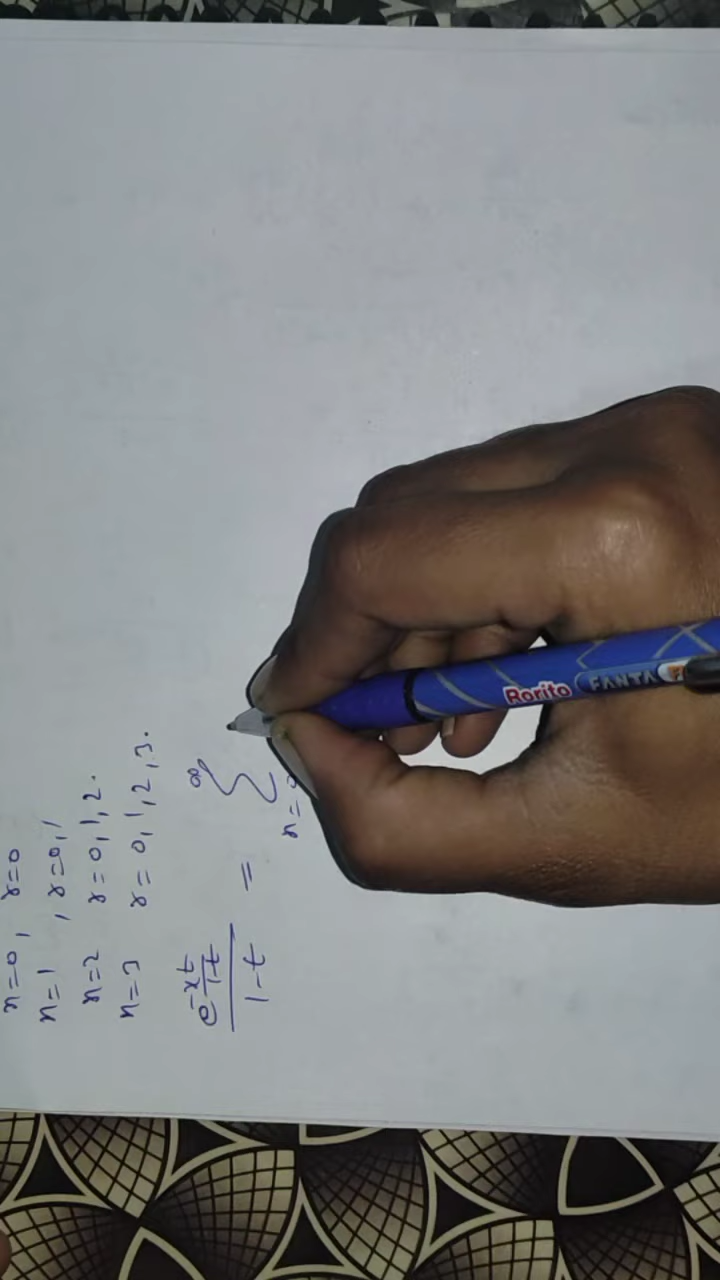 n=0, r=0
n=1, r=0,1
n=2 r=0,1,2.
n=3 r=0,1,2,3.
e^(-xt/(1-t)) / (1-t) = ∞ Σ n=0
Rorito FANTA